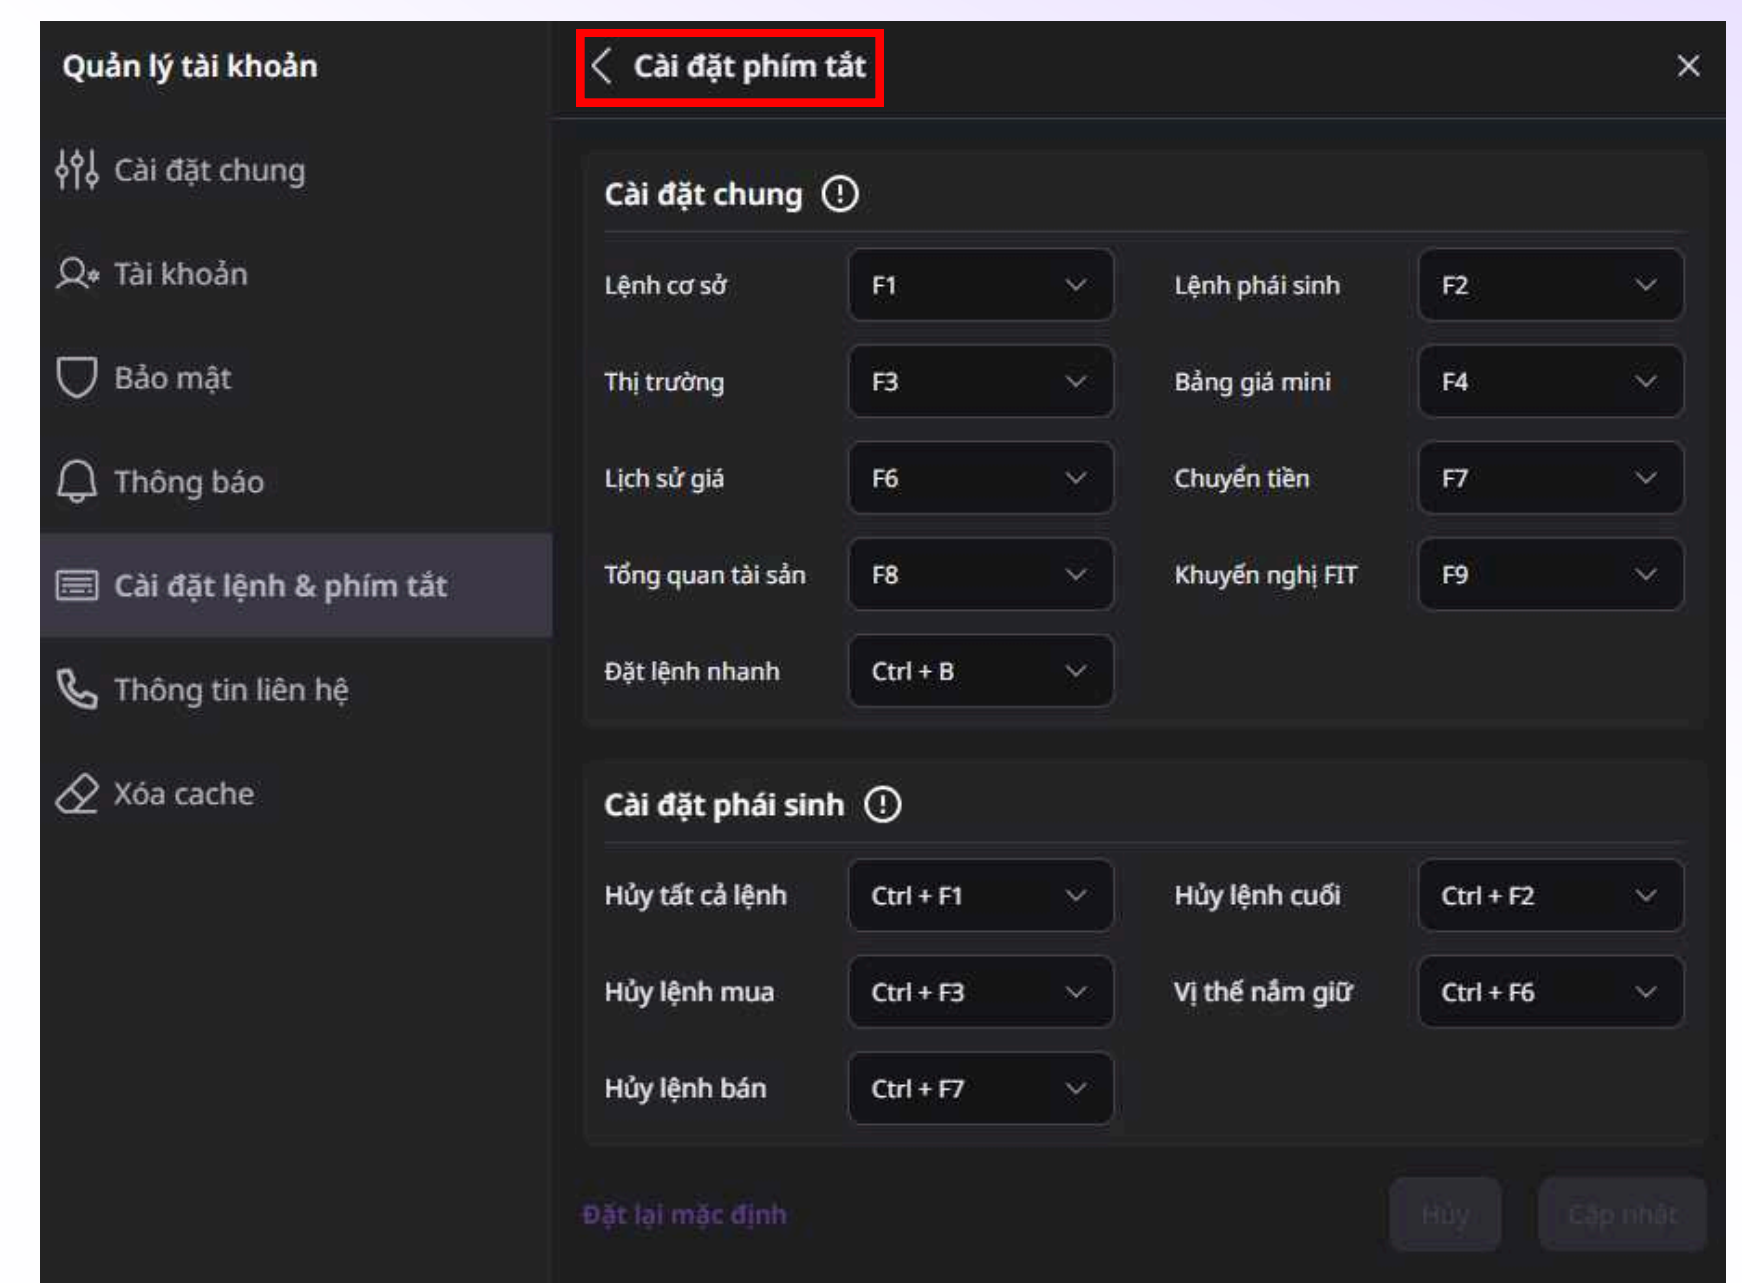 Quản lý tài khoản
Cài đặt chung
Tài khoản
Bảo mật
Thông báo
Cài đặt lệnh & phím tắt
Thông tin liên hệ
Xóa cache
Cài đặt phím tắt
Cài đặt chung
Lệnh cơ sở F1 Lệnh phái sinh F2
Thị trường F3 Bảng giá mini F4
Lịch sử giá F6 Chuyển tiền F7
Tổng quan tài sản F8 Khuyến nghị FIT F9
Đặt lệnh nhanh Ctrl + B
Cài đặt phái sinh
Hủy tất cả lệnh Ctrl + F1 Hủy lệnh cuối Ctrl + F2
Hủy lệnh mua Ctrl + F3 Vị thế nắm giữ Ctrl + F6
Hủy lệnh bán Ctrl + F7
Đặt lại mặc định Hủy Cập nhật